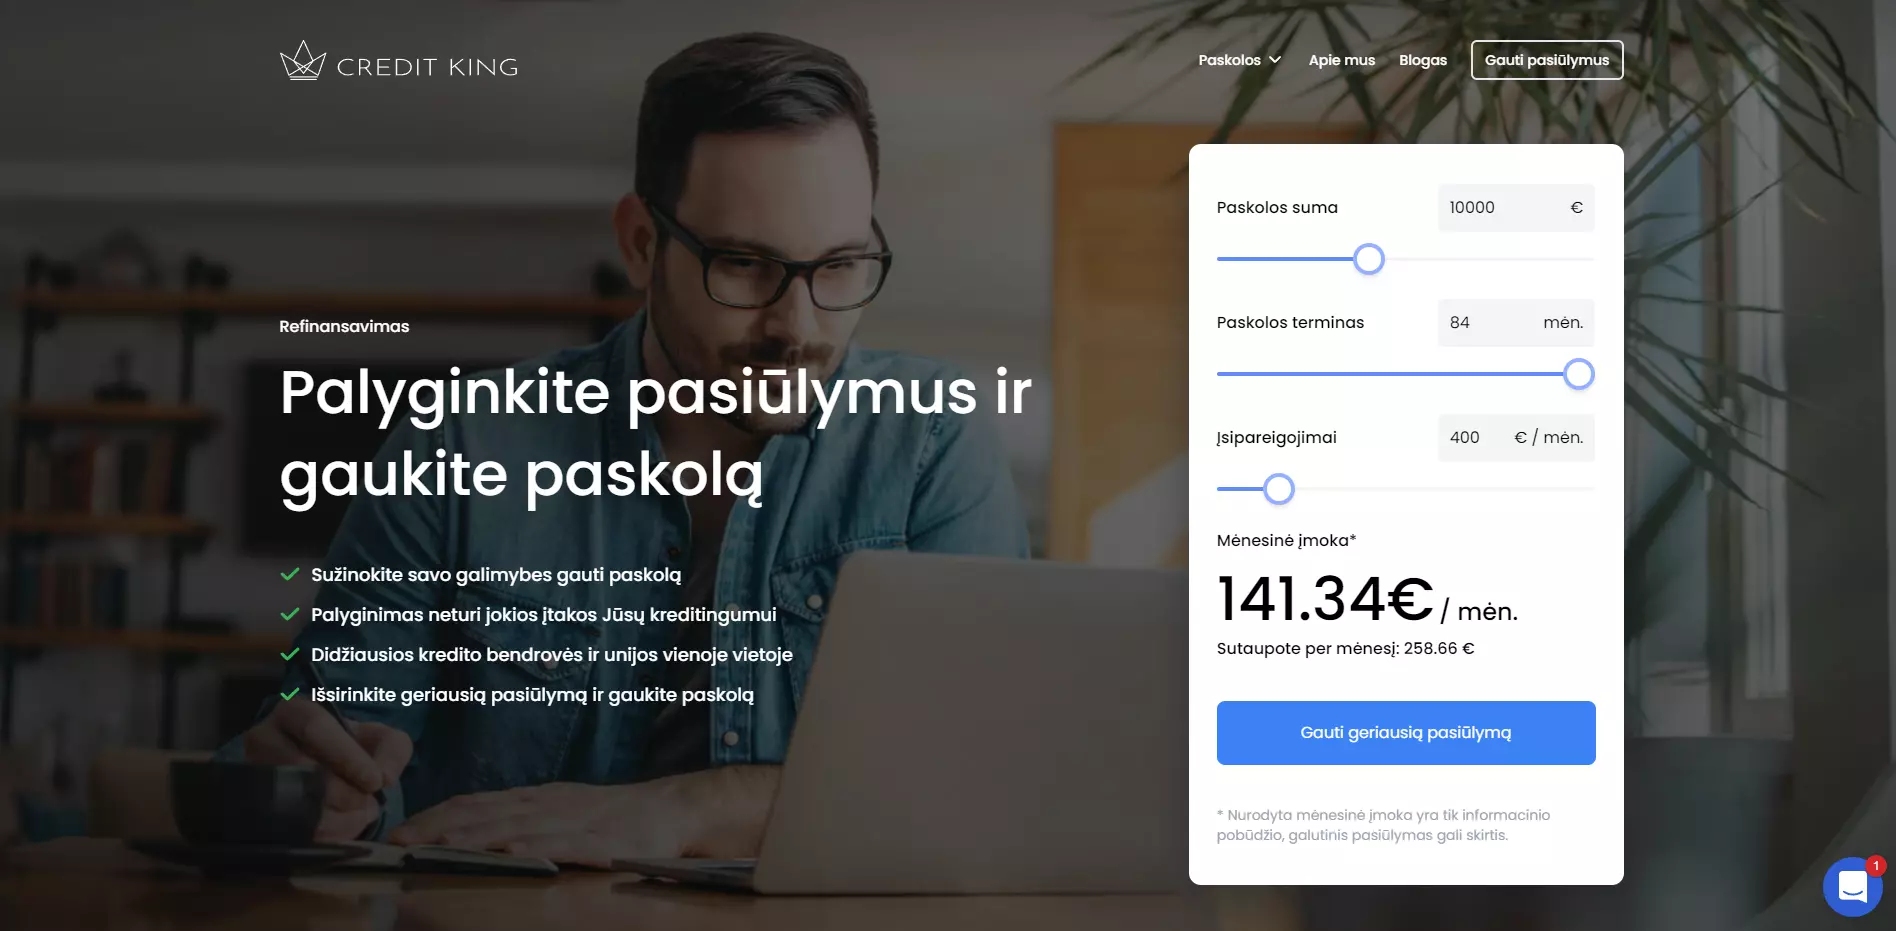 CREDIT KING
Paskolos
Apie mus
Blogas
Gauti pasiūlymus
Refinansavimas
Palyginkite pasiūlymus ir
gaukite paskolą
Sužinokite savo galimybes gauti paskolą
Palyginimas neturi jokios įtakos Jūsų kreditingumui
Didžiausios kredito bendrovės ir unijos vienoje vietoje
Išsirinkite geriausią pasiūlymą ir gaukite paskolą
Paskolos suma 10000 €
Paskolos terminas 84 mėn.
Įsipareigojimai 400 € / mėn.
Mėnesinė įmoka*
141.34€ / mėn.
Sutaupote per mėnesį: 258.66 €
Gauti geriausią pasiūlymą
* Nurodyta mėnesinė įmoka yra tik informacinio
pobūdžio, galutinis pasiūlymas gali skirtis.
1